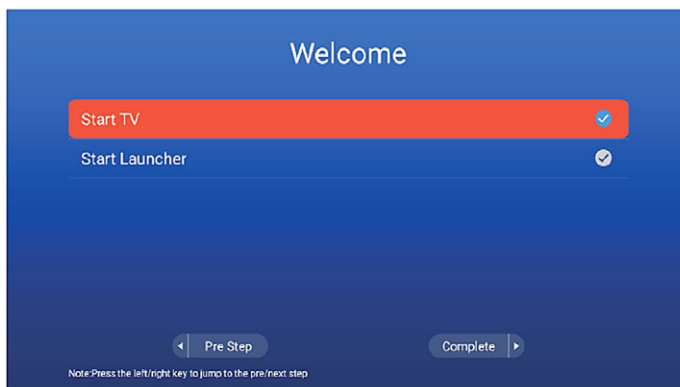 Welcome
Start TV
Start Launcher
Pre Step
Complete
Note:Press the left/right key to jump to the pre/next step